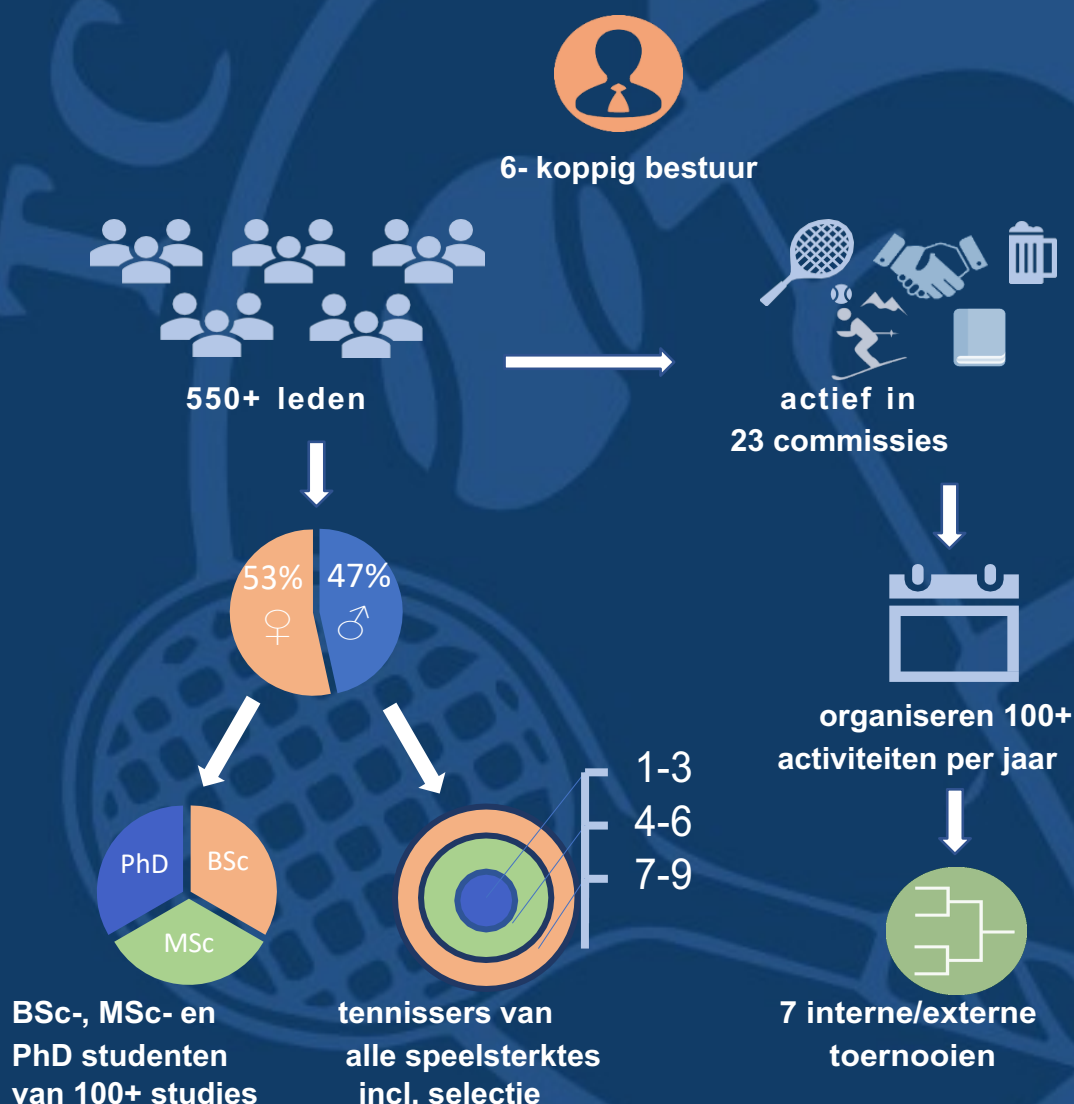 TC
6- koppig bestuur
550+ leden
actief in
23 commissies
53% ♀
47% ♂
organiseren 100+
activiteiten per jaar
PhD
BSc
MSc
1-3
4-6
7-9
BSc-, MSc- en
PhD studenten
van 100+ studies
tennissers van
alle speelsterktes
incl. selectie
7 interne/externe
toernooien